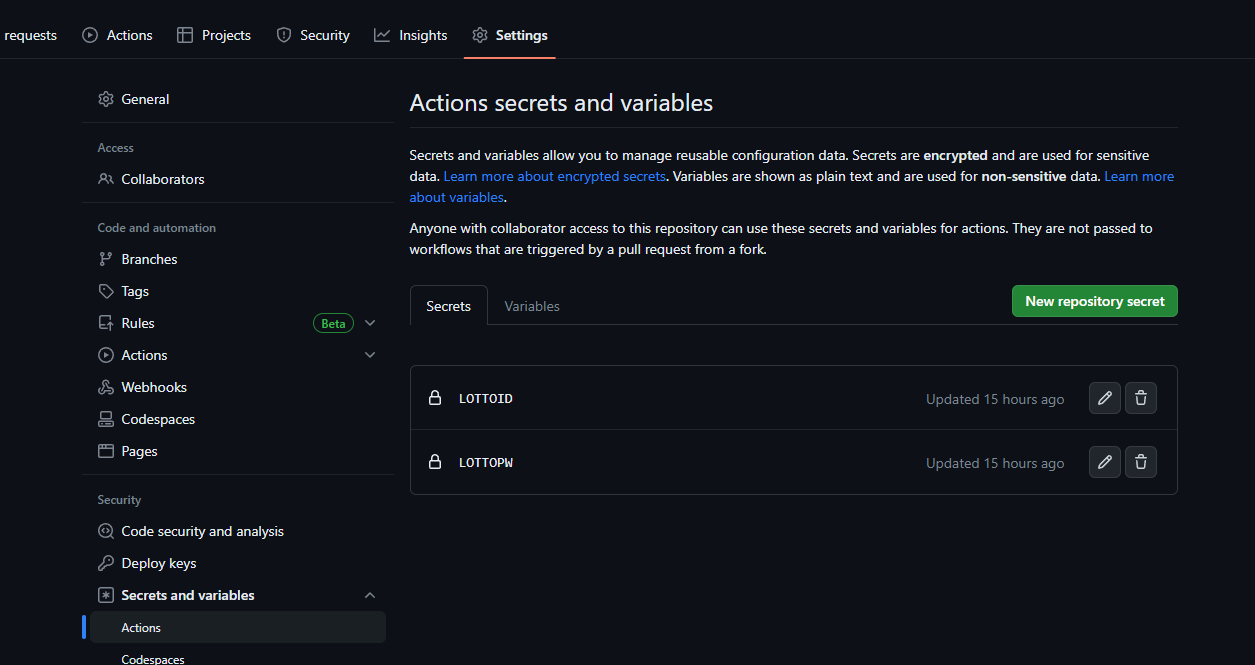 requests Actions Projects Security Insights Settings
General
Access
Collaborators
Code and automation
Branches
Tags
Rules Beta
Actions
Webhooks
Codespaces
Pages
Security
Code security and analysis
Deploy keys
Secrets and variables
Actions
Codespaces
Actions secrets and variables
Secrets and variables allow you to manage reusable configuration data. Secrets are encrypted and are used for sensitive
data. Learn more about encrypted secrets. Variables are shown as plain text and are used for non-sensitive data. Learn more
about variables.
Anyone with collaborator access to this repository can use these secrets and variables for actions. They are not passed to
workflows that are triggered by a pull request from a fork.
Secrets Variables New repository secret
LOTTOID Updated 15 hours ago
LOTTOPW Updated 15 hours ago